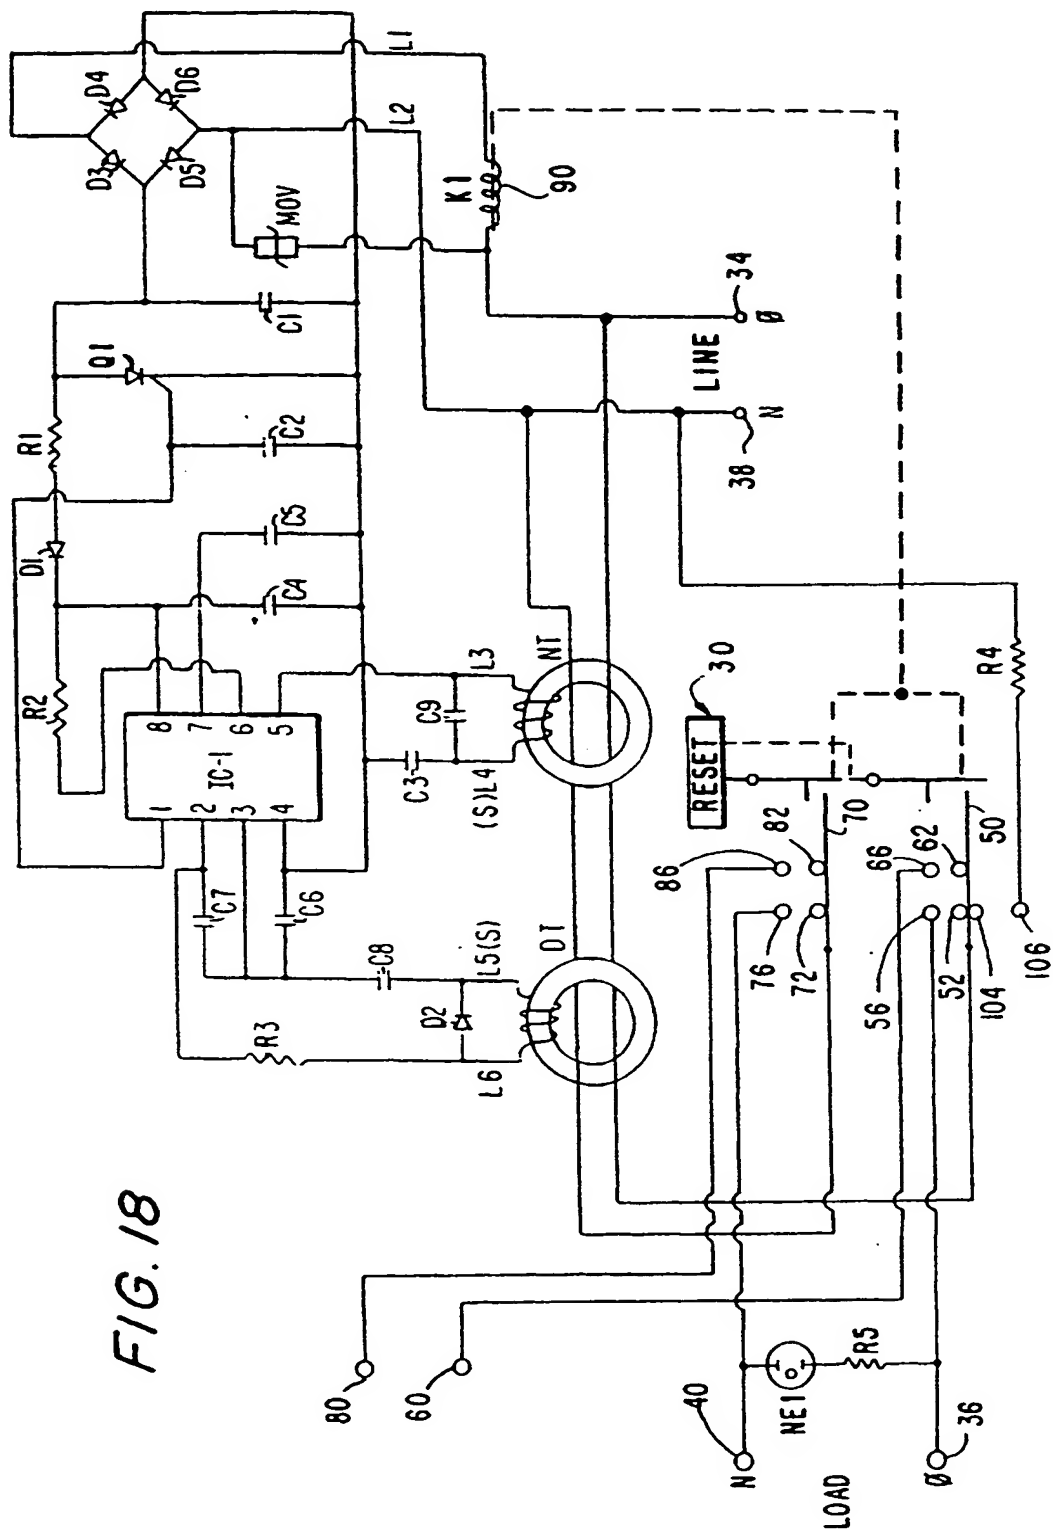 FIG. 18
D4
D6
D3
D5
L1
L2
MOV
K1
90
C1
Q1
R1
C2
D1
C5
C4
R2
IC-1
1
2
3
4
8
7
6
5
C7
C6
C8
R3
D2
L5(S)
L6
DT
C3
C9
(S)L4
L3
NT
LINE
Ø
34
N
38
RESET
30
R4
86
82
76
72
70
66
62
56
52
50
104
106
80
60
N
40
NE1
R5
Ø
36
LOAD